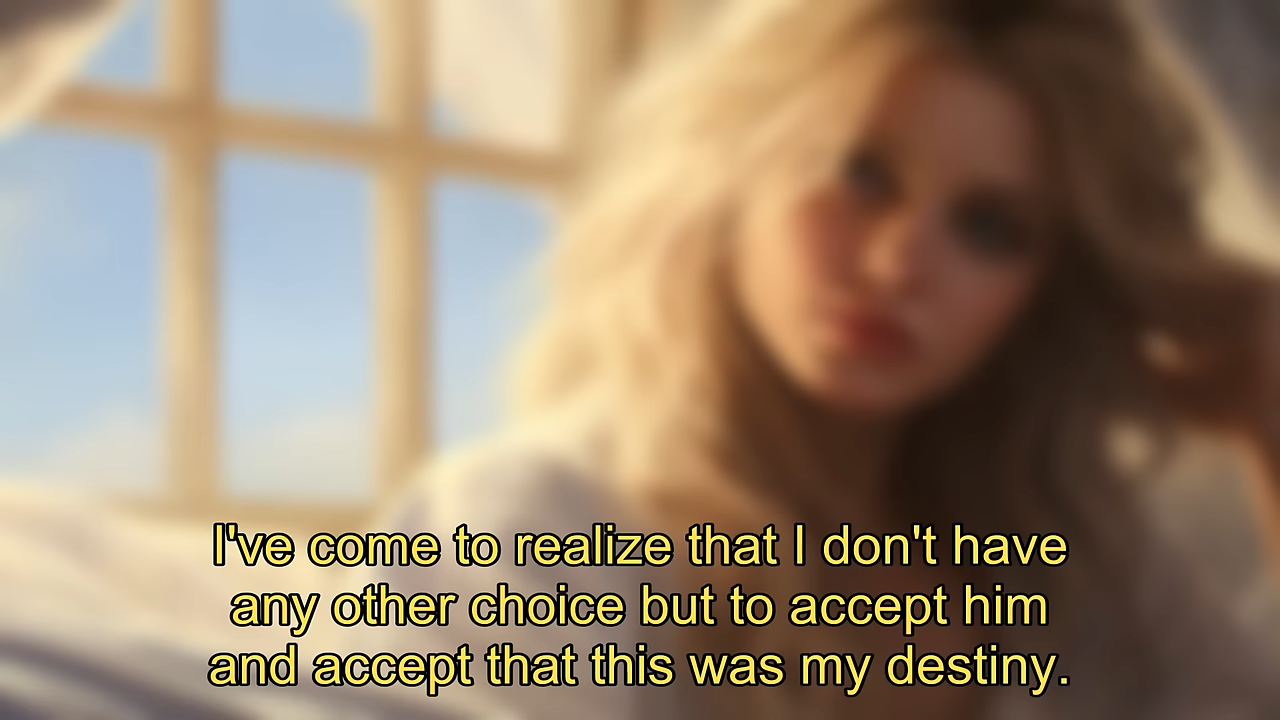 I've come to realize that I don't have
any other choice but to accept him
and accept that this was my destiny.